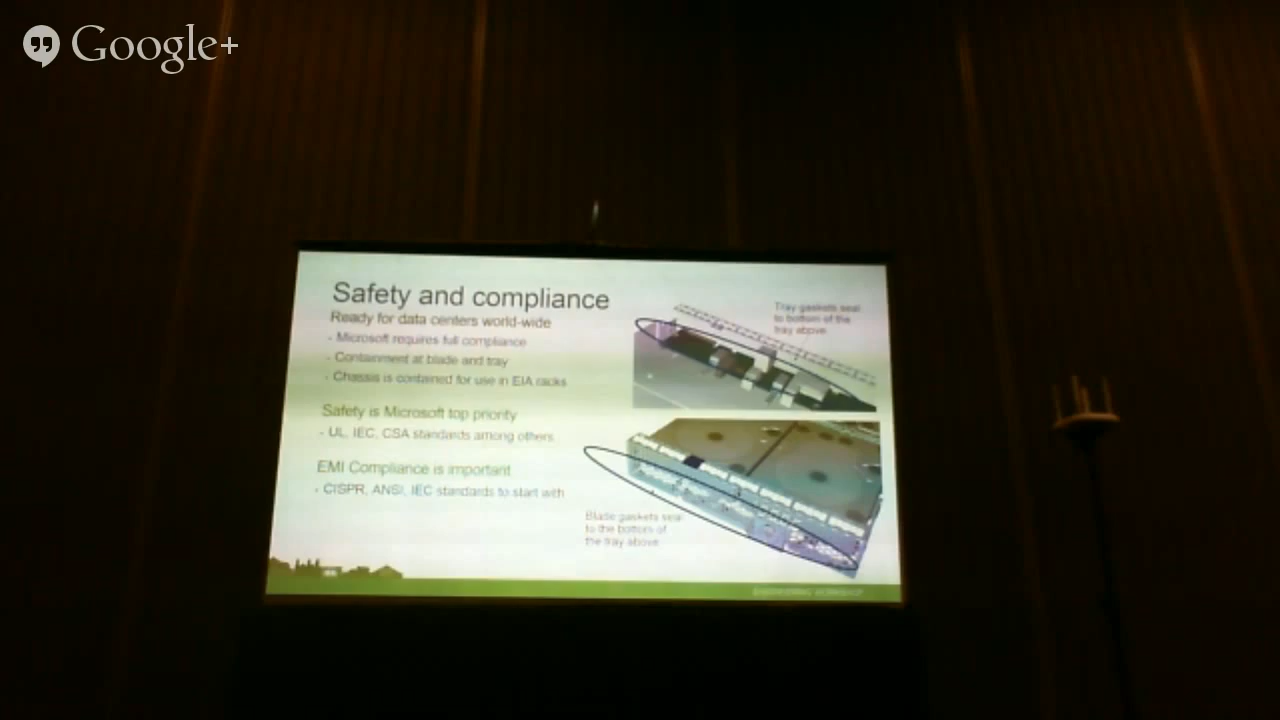 Google+
Safety and compliance
Ready for data centers world-wide
- Microsoft requires full compliance
- Containment at blade and tray
- Chassis is contained for use in EIA racks
Safety is Microsoft top priority
- UL, IEC, CSA standards among others
EMI Compliance is important
- CISPR, ANSI, IEC standards to start with
Tray gaskets seal
to bottom of the
tray above
Blade gaskets seal
to the bottom of
the tray above
ENGINEERING WORKSHOP